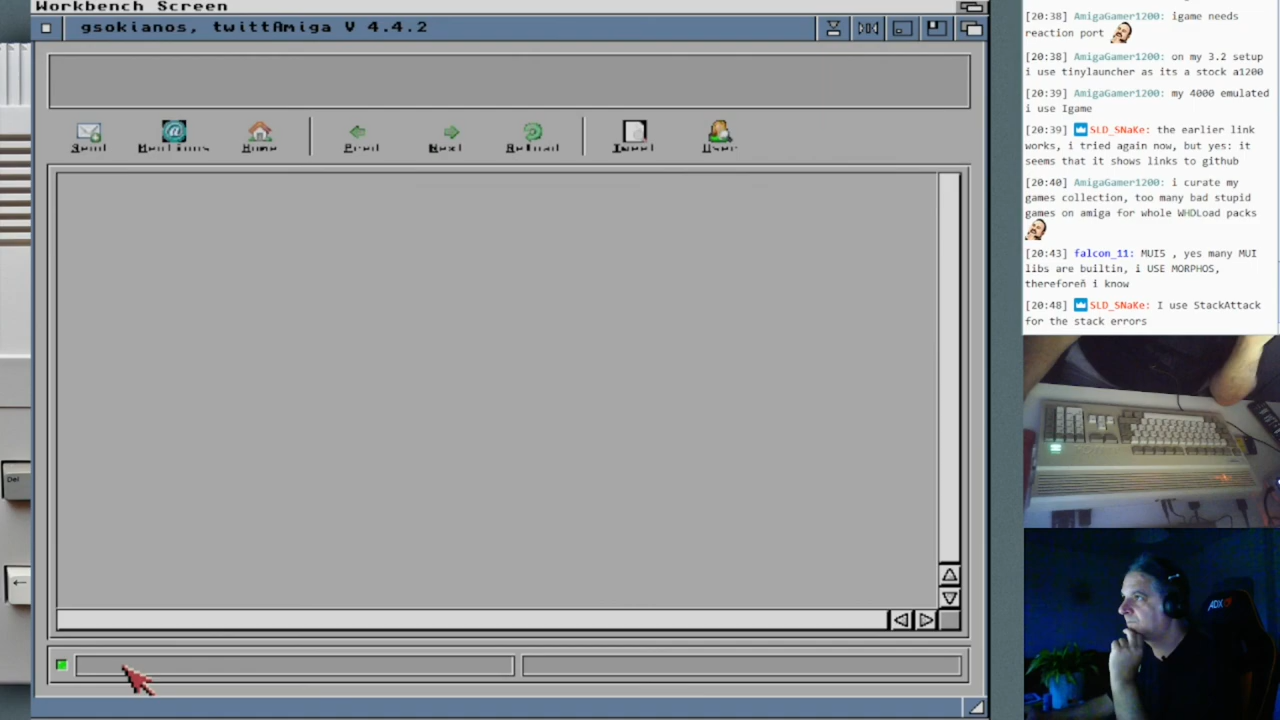 Workbench Screen
gsokianos, twittAmiga V 4.4.2
Send
Mentions
Home
Pred
Next
Reload
Tweet
User
Del
[20:38] AmigaGamer1200: igame needs
reaction port
[20:38] AmigaGamer1200: on my 3.2 setup
i use tinylauncher as its a stock a1200
[20:39] AmigaGamer1200: my 4000 emulated
i use Igame
[20:39] SLD_SNaKe: the earlier link
works, i tried again now, but yes: it
seems that it shows links to github
[20:40] AmigaGamer1200: i curate my
games collection, too many bad stupid
games on amiga for whole WHDLoad packs
[20:43] falcon_11: MUI5 , yes many MUI
libs are builtin, i USE MORPHOS,
thereforeň i know
[20:48] SLD_SNaKe: I use StackAttack
for the stack errors
ADX